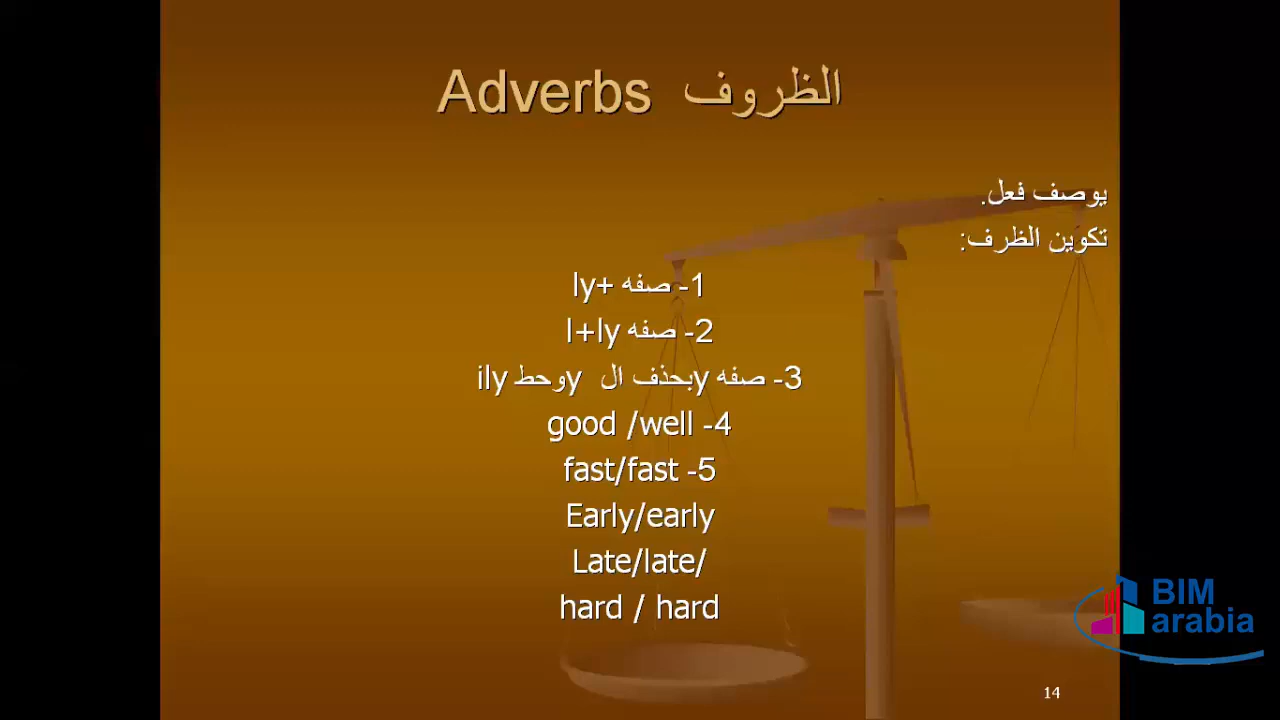 الظروف Adverbs
يوصف فعل.
تكوين الظرف:
1- صفه +ly
2- صفه l+ly
3- صفه yبحذف ال y وحط ily
4- good /well
5- fast/fast
Early/early
Late/late/
hard / hard
BIM
arabia
14